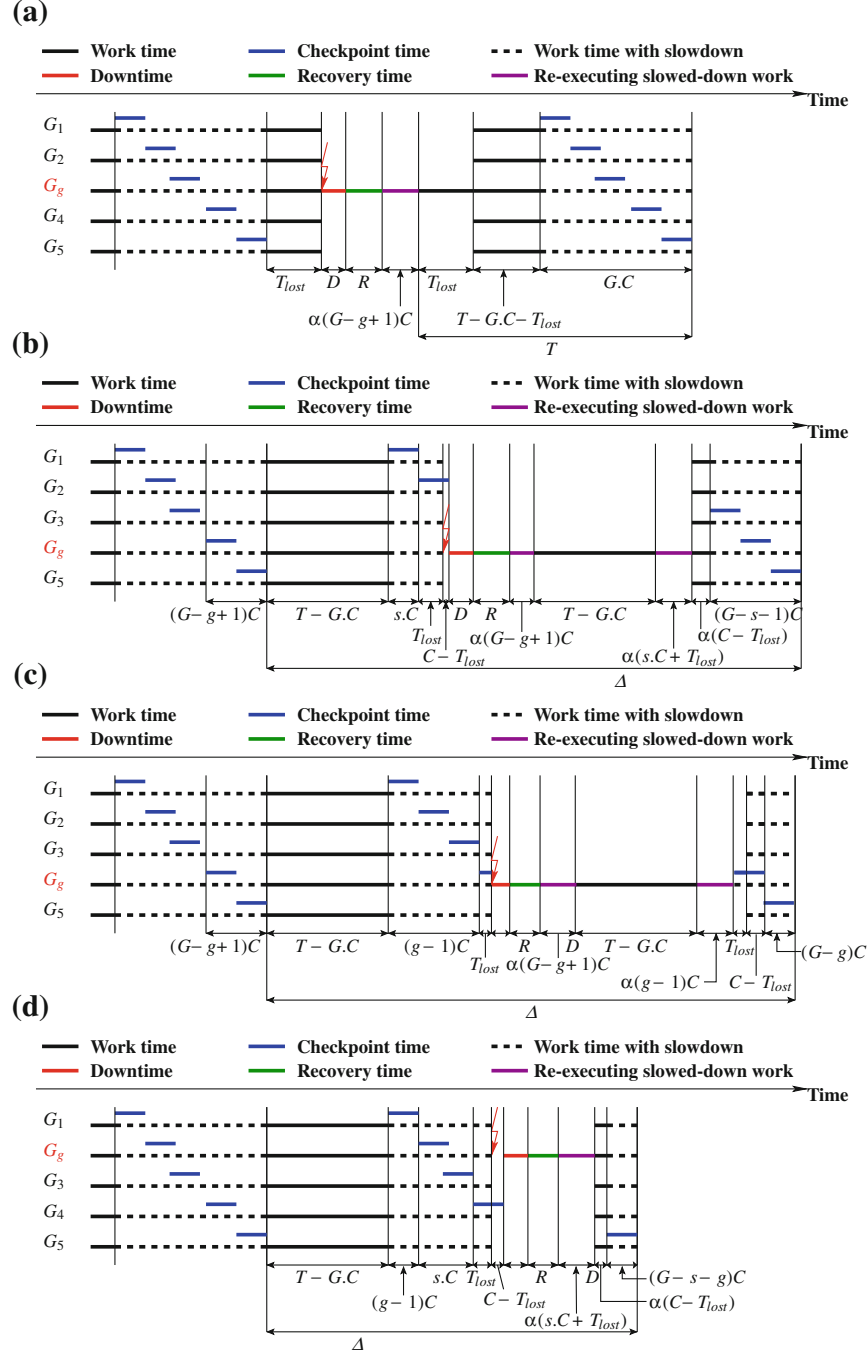 (a)
Work time Checkpoint time Work time with slowdown
Downtime Recovery time Re-executing slowed-down work
Time
G1
G2
Gg
G4
G5
Tlost D R Tlost G.C
α(G− g+ 1)C T − G.C− Tlost
T
(b)
Work time Checkpoint time Work time with slowdown
Downtime Recovery time Re-executing slowed-down work
Time
G1
G2
G3
Gg
G5
(G− g+ 1)C T − G.C s.C D R T− G.C (G− s− 1)C
Tlost α(G− g+ 1)C α(C− Tlost)
C− Tlost α(s.C+ Tlost)
Δ
(c)
Work time Checkpoint time Work time with slowdown
Downtime Recovery time Re-executing slowed-down work
Time
G1
G2
G3
Gg
G5
(G− g+ 1)C T− G.C (g− 1)C R D T− G.C Tlost (G− g)C
Tlost α(G− g+ 1)C
α(g− 1)C C− Tlost
Δ
(d)
Work time Checkpoint time Work time with slowdown
Downtime Recovery time Re-executing slowed-down work
Time
G1
Gg
G3
G4
G5
T− G.C s.C Tlost R D (G− s− g)C
(g− 1)C C− Tlost α(C− Tlost)
α(s.C+ Tlost)
Δ